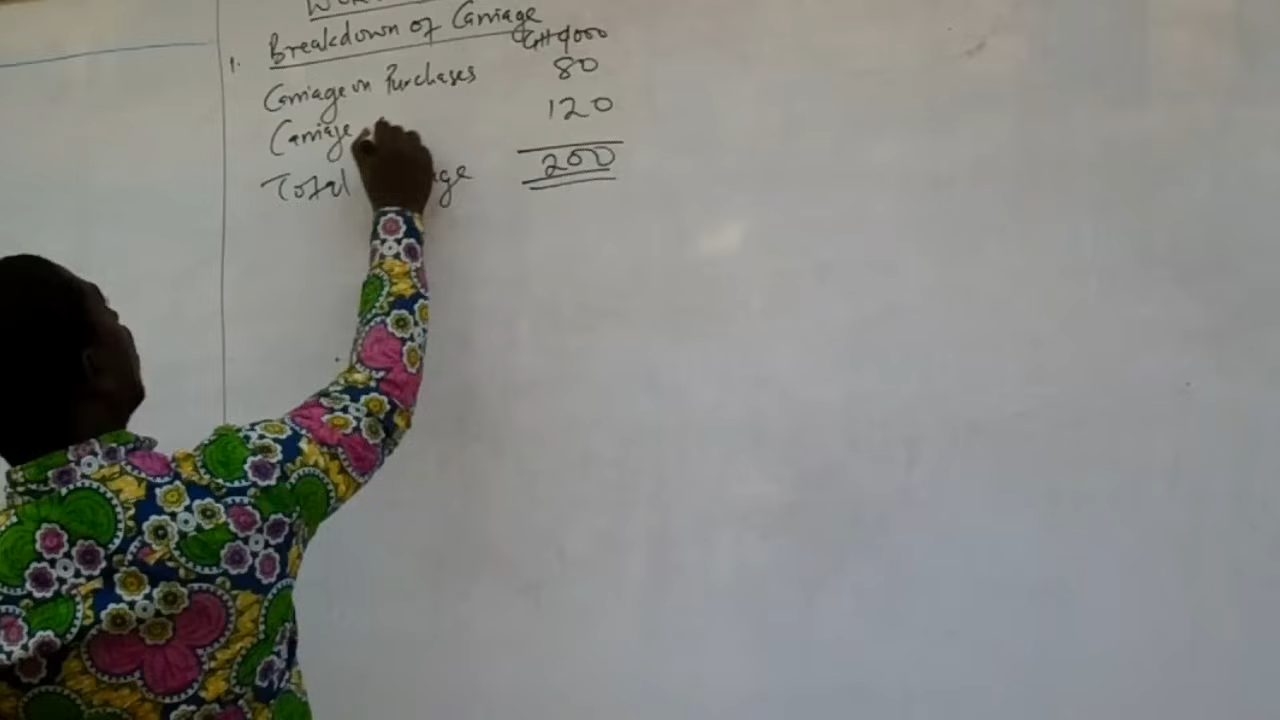 1. Breakdown of Carriage
GH¢000
Carriage on Purchases 80
Carriage 120
Total 200